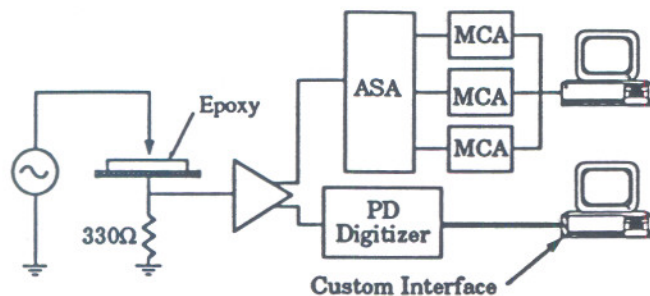 MCA
ASA
MCA
MCA
Epoxy
330Ω
PD
Digitizer
Custom Interface